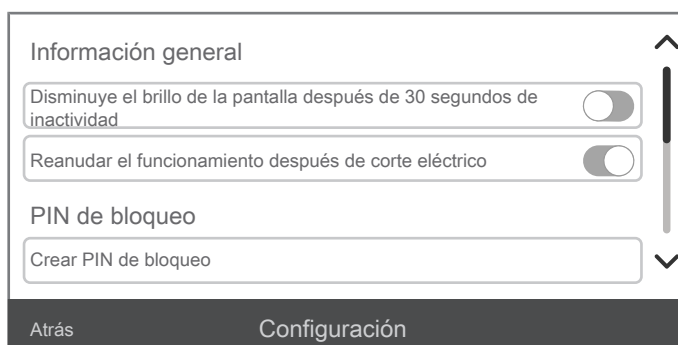 Información general
Disminuye el brillo de la pantalla después de 30 segundos de
inactividad
Reanudar el funcionamiento después de corte eléctrico
PIN de bloqueo
Crear PIN de bloqueo
Atrás
Configuración